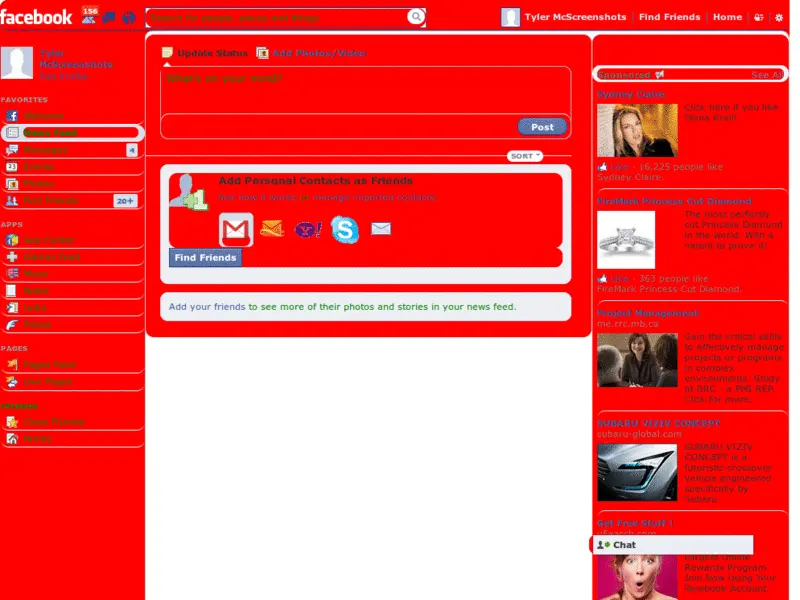 facebook
156
Search for people, places and things
Tyler McScreenshots
Find Friends
Home
Tyler
McScreenshots
Edit Profile
FAVORITES
Welcome
News Feed
Messages
4
Events
Photos
Find Friends
20+
APPS
App Center
Games Feed
Music
Notes
Links
Pokes
PAGES
Pages Feed
Like Pages
FRIENDS
Close Friends
Family
Update Status
Add Photos/Video
What's on your mind?
Post
SORT
Add Personal Contacts as Friends
See how it works or manage imported contacts.
Find Friends
Add your friends to see more of their photos and stories in your news feed.
Sponsored
See All
Sydney Claire
Click here if you like
Diana Krall!
Like · 16,225 people like
Sydney Claire.
FireMark Princess Cut Diamond
The most perfectly
cut Princess Diamond
in the world. With a
report to prove it!
Like · 363 people like
FireMark Princess Cut Diamond.
Project Management
me.rrc.mb.ca
Gain the critical skills
to effectively manage
projects or programs
in complex
environments. Study
at RRC - a PMI REP.
Click for more.
SUBARU VIZIV CONCEPT
subaru-global.com
SUBARU VIZIV
CONCEPT is a
futuristic crossover
vehicle engineered
specifically by
Subaru.
Get Free Stuff!
Chat
Largest Online
Rewards Program.
Join Now Using Your
Facebook Account.